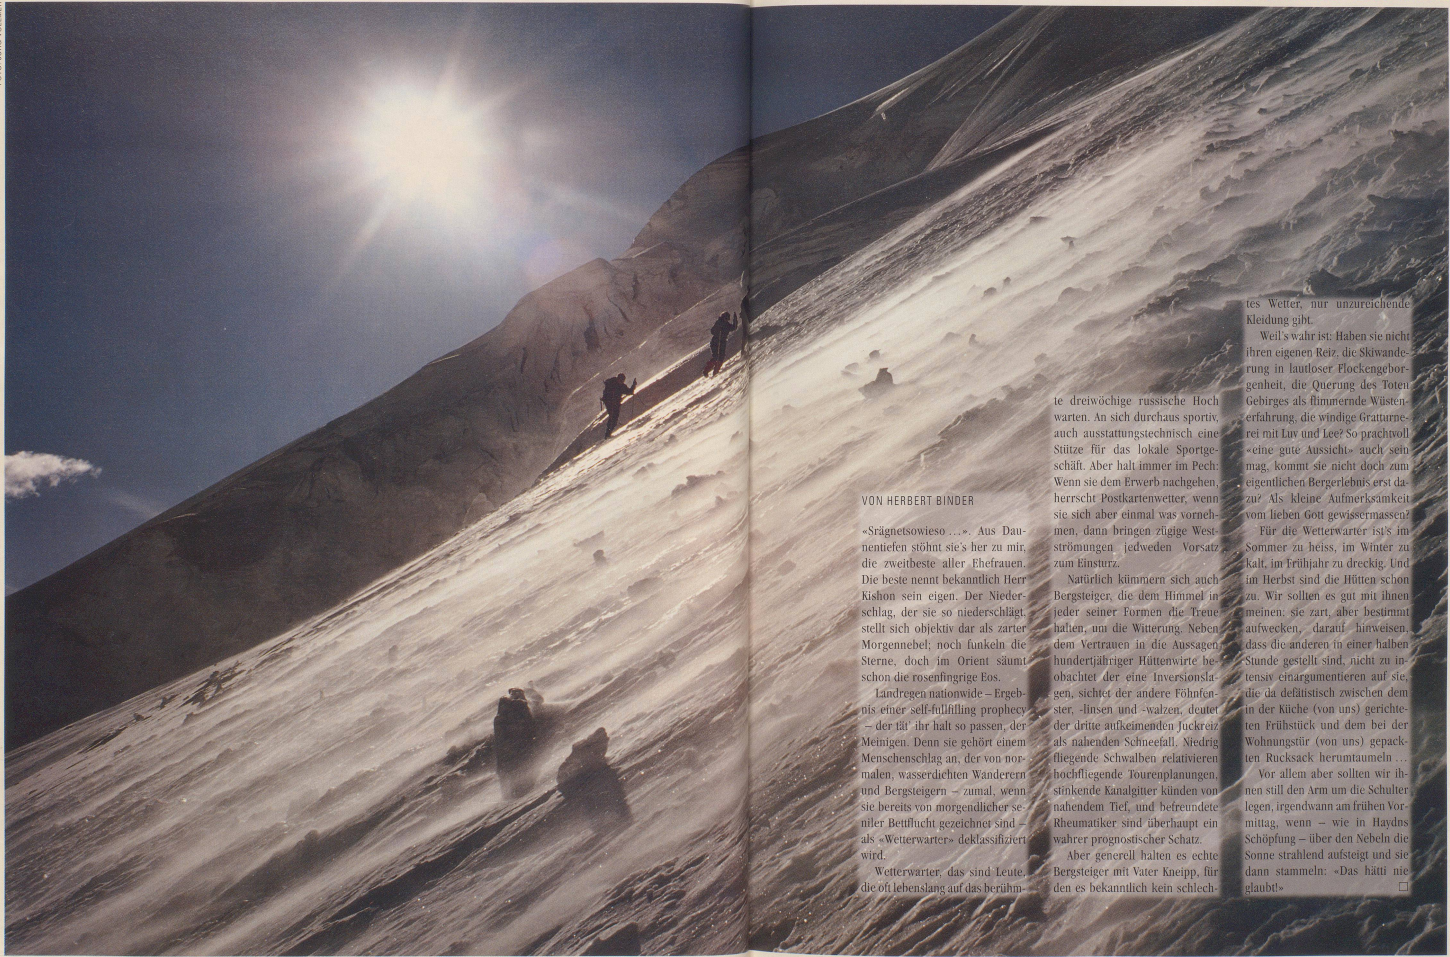 VON HERBERT BINDER
«Srägnetsowieso ...». Aus Dau-
nentiefen stöhnt sie's her zu mir,
die zweitbeste aller Ehefrauen.
Die beste nennt bekanntlich Herr
Kishon sein eigen. Der Nieder-
schlag, der sie so niederschlägt,
stellt sich objektiv dar als zarter
Morgennebel; noch funkeln die
Sterne, doch im Orient säumt
schon die rosenfingrige Eos.
Landregen nationwide – Ergeb-
nis einer self-fullfilling prophecy
– der tät' ihr halt so passen, der
Meinigen. Denn sie gehört einem
Menschenschlag an, der von nor-
malen, wasserdichten Wanderern
und Bergsteigern – zumal, wenn
sie bereits von morgendlicher se-
niler Bettflucht gezeichnet sind –
als «Wetterwarter» deklassifiziert
wird.
Wetterwarter, das sind Leute,
die oft lebenslang auf das berühm-
te dreiwöchige russische Hoch
warten. An sich durchaus sportiv,
auch ausstattungstechnisch eine
Stütze für das lokale Sportge-
schäft. Aber halt immer im Pech:
Wenn sie dem Erwerb nachgehen,
herrscht Postkartenwetter, wenn
sie sich aber einmal was vorneh-
men, dann bringen zügige West-
strömungen jedweden Vorsatz
zum Einsturz.
Natürlich kümmern sich auch
Bergsteiger, die dem Himmel in
jeder seiner Formen die Treue
halten, um die Witterung. Neben
dem Vertrauen in die Aussagen
hundertjähriger Hüttenwirte be-
obachtet der eine Inversionsla-
gen, sichtet der andere Föhnfen-
ster, -linsen und -walzen, deutet
der dritte aufkeimenden Juckreiz
als nahenden Schneefall. Niedrig
fliegende Schwalben relativieren
hochfliegende Tourenplanungen,
stinkende Kanalgitter künden von
nahendem Tief, und befreundete
Rheumatiker sind überhaupt ein
wahrer prognostischer Schatz.
Aber generell halten es echte
Bergsteiger mit Vater Kneipp, für
den es bekanntlich kein schlech-
tes Wetter, nur unzureichende
Kleidung gibt.
Weil's wahr ist: Haben sie nicht
ihren eigenen Reiz, die Skiwande-
rung in lautloser Flockengebor-
genheit, die Querung des Toten
Gebirges als flimmernde Wüsten-
erfahrung, die windige Gratturne-
rei mit Luv und Lee? So prachtvoll
«eine gute Aussicht» auch sein
mag, kommt sie nicht doch zum
eigentlichen Bergerlebnis erst da-
zu? Als kleine Aufmerksamkeit
vom lieben Gott gewissermassen?
Für die Wetterwarter ist's im
Sommer zu heiss, im Winter zu
kalt, im Frühjahr zu dreckig. Und
im Herbst sind die Hütten schon
zu. Wir sollten es gut mit ihnen
meinen: sie zart, aber bestimmt
aufwecken, darauf hinweisen,
dass die anderen in einer halben
Stunde gestellt sind, nicht zu in-
tensiv einargumentieren auf sie,
die da defätistisch zwischen dem
in der Küche (von uns) gerichte-
ten Frühstück und dem bei der
Wohnungstür (von uns) gepack-
ten Rucksack herumtaumeln ...
Vor allem aber sollten wir ih-
nen still den Arm um die Schulter
legen, irgendwann am frühen Vor-
mittag, wenn – wie in Haydns
Schöpfung – über den Nebeln die
Sonne strahlend aufsteigt und sie
dann stammeln: «Das hätti nie
glaubt!» □